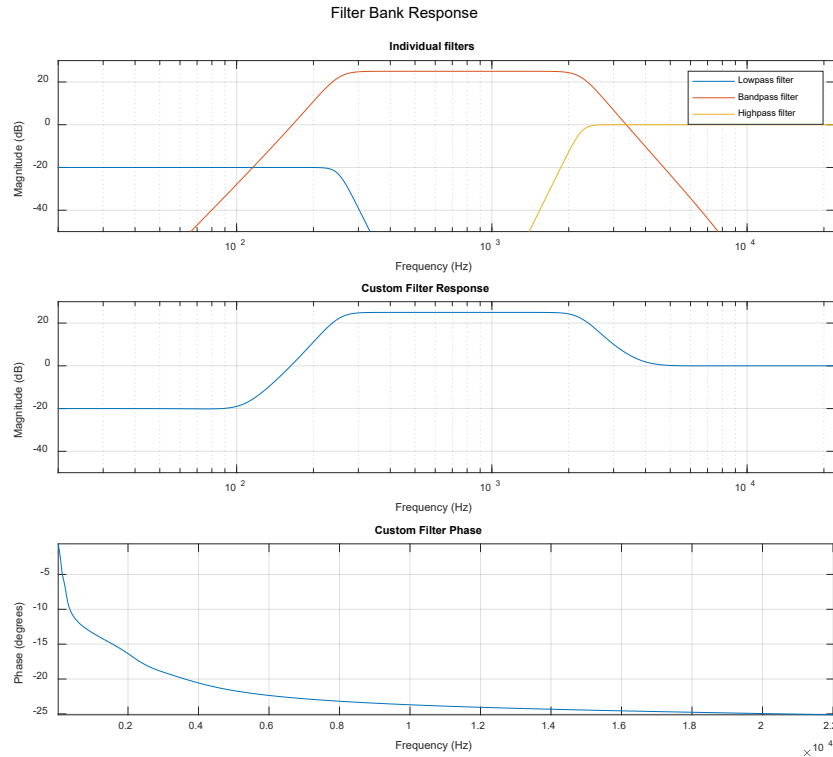 Filter Bank Response
Individual filters
20
0
-20
-40
Magnitude (dB)
Lowpass filter
Bandpass filter
Highpass filter
10 2 10 3 10 4
Frequency (Hz)
Custom Filter Response
20
0
-20
-40
Magnitude (dB)
10 2 10 3 10 4
Frequency (Hz)
Custom Filter Phase
-5
-10
-15
-20
-25
Phase (degrees)
0.2 0.4 0.6 0.8 1 1.2 1.4 1.6 1.8 2 2.2
Frequency (Hz)
× 10 4